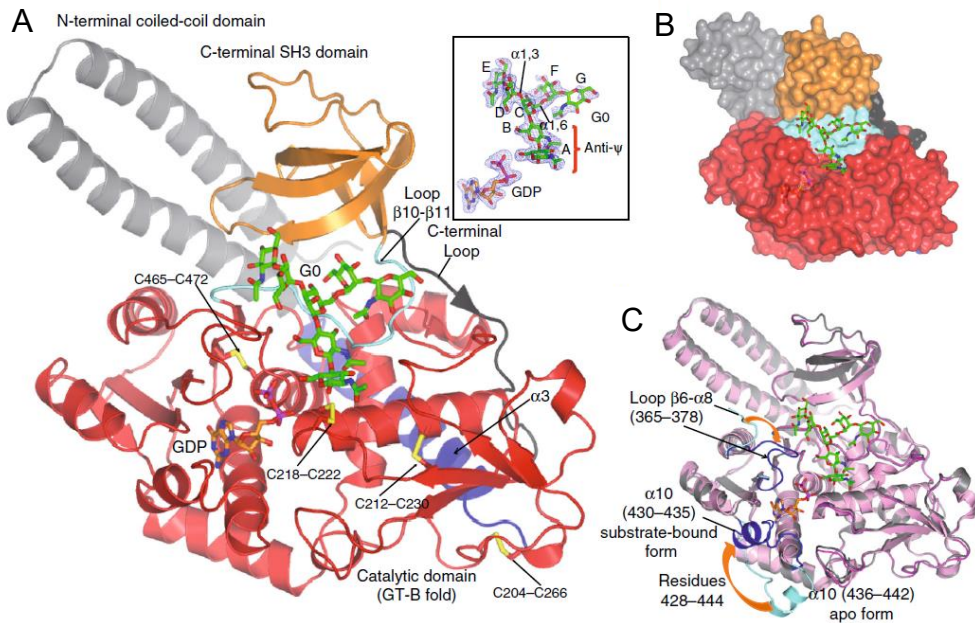 A
N-terminal coiled-coil domain
C-terminal SH3 domain
E
α1,3
F
G
D
C
G0
B
α1,6
A
Anti-ψ
GDP
Loop
β10-β11
C-terminal
Loop
G0
C465–C472
α3
GDP
C218–C222
C212–C230
Catalytic domain
(GT-B fold)
C204–C266
B
C
Loop β6-α8
(365–378)
α10
(430–435)
substrate-bound
form
Residues
428–444
α10 (436–442)
apo form